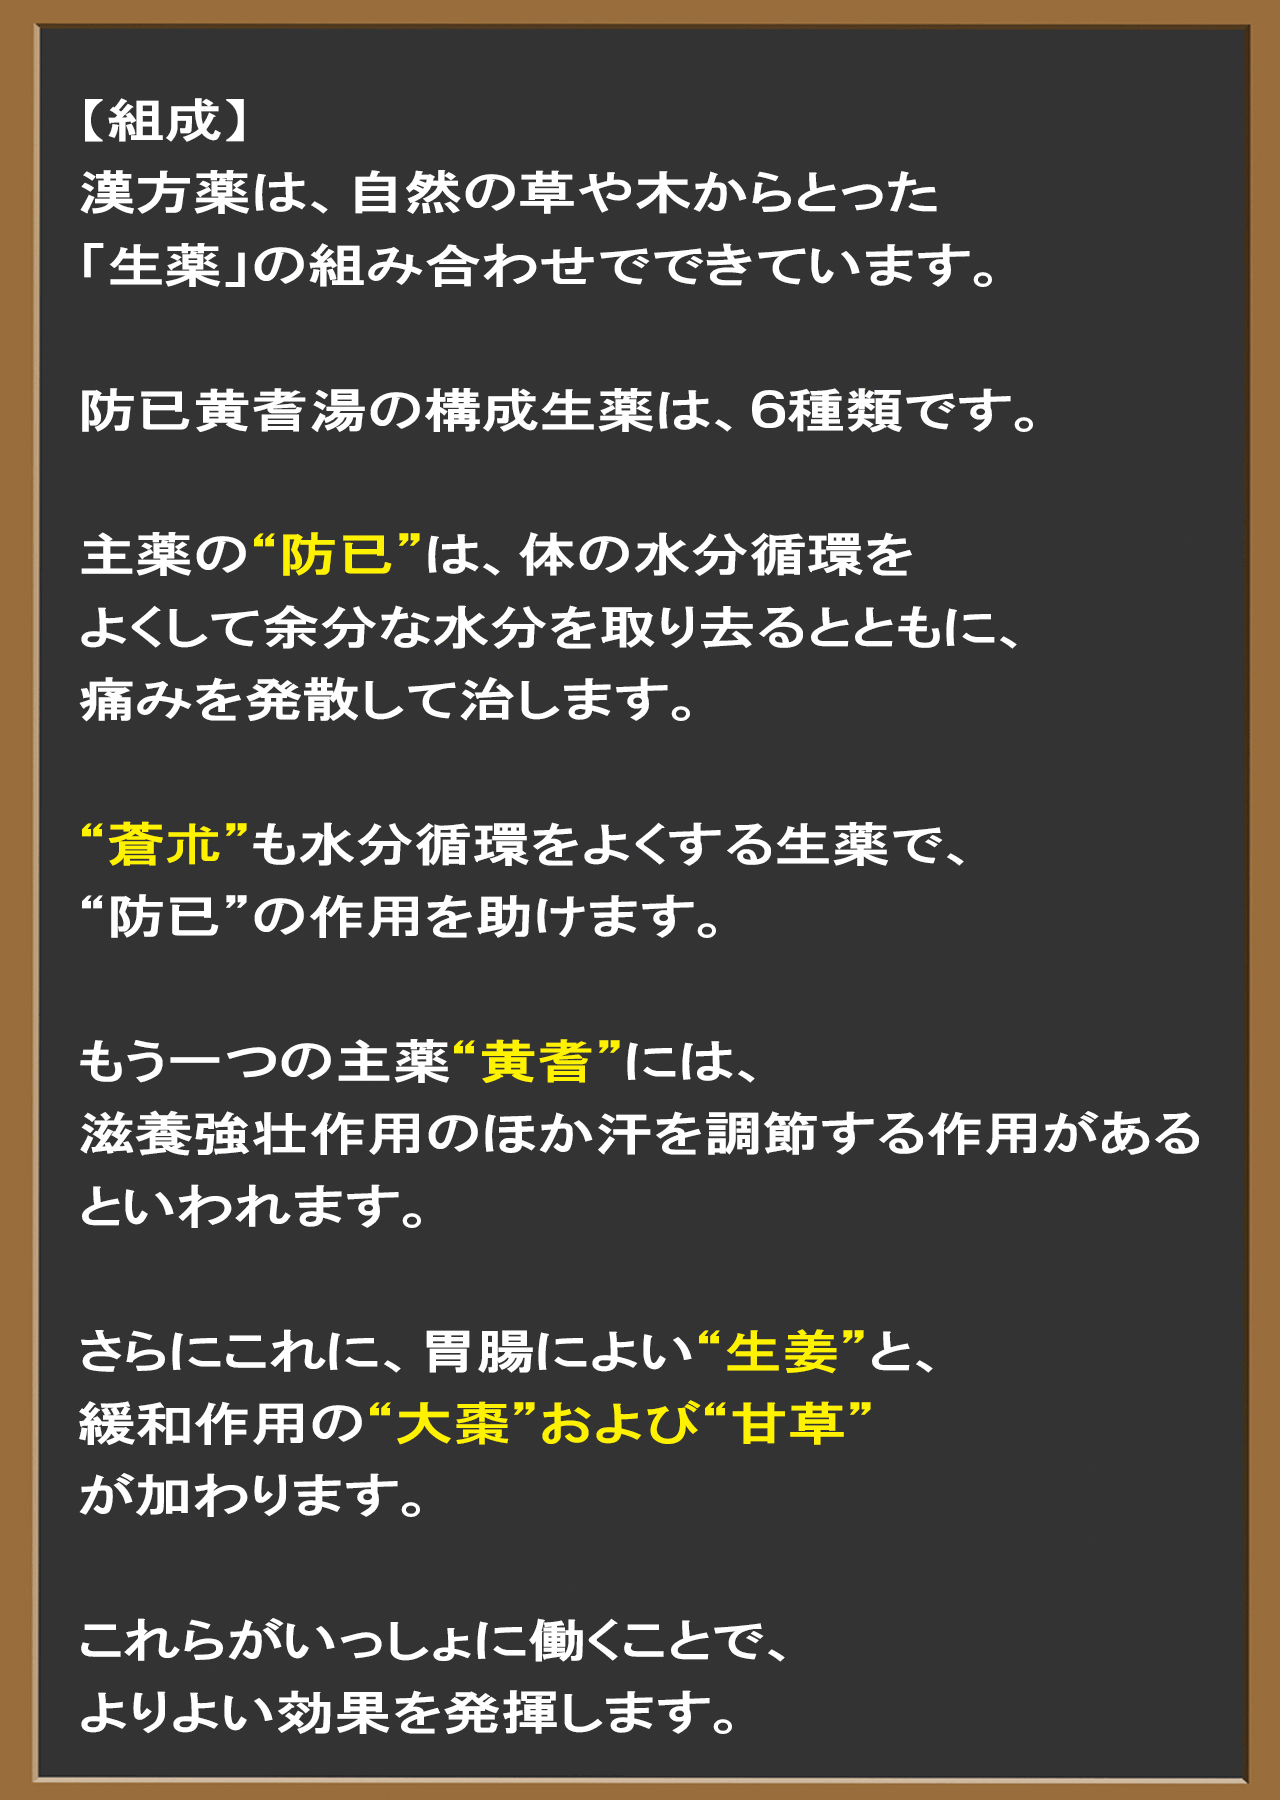 【組成】
漢方薬は、自然の草や木からとった
「生薬」の組み合わせでできています。
防已黄耆湯の構成生薬は、6種類です。
主薬の“防已”は、体の水分循環を
よくして余分な水分を取り去るとともに、
痛みを発散して治します。
“蒼朮”も水分循環をよくする生薬で、
“防已”の作用を助けます。
もう一つの主薬“黄耆”には、
滋養強壮作用のほか汗を調節する作用がある
といわれます。
さらにこれに、胃腸によい“生姜”と、
緩和作用の“大棗”および“甘草”
が加わります。
これらがいっしょに働くことで、
よりよい効果を発揮します。